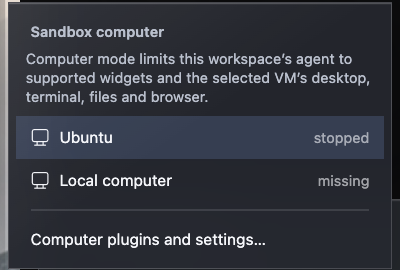 Sandbox computer
Computer mode limits this workspace’s agent to
supported widgets and the selected VM’s desktop,
terminal, files and browser.
Ubuntu stopped
Local computer missing
Computer plugins and settings...